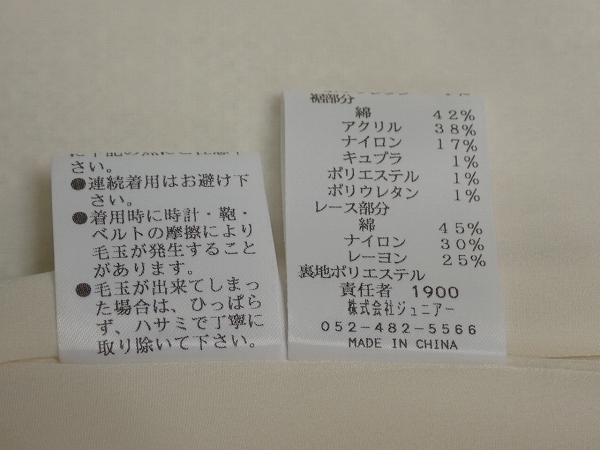 さい。
●連続着用はお避け下
さい。
●着用時に時計・鞄・
ベルトの摩擦により
毛玉が発生すること
があります。
●毛玉が出来てしまっ
た場合は、ひっぱら
ず、ハサミで丁寧に
取り除いて下さい。
裾部分
綿 42%
アクリル 38%
ナイロン 17%
キュプラ 1%
ポリエステル 1%
ポリウレタン 1%
レース部分
綿 45%
ナイロン 30%
レーヨン 25%
裏地ポリエステル
責任者 1900
株式会社ジュニアー
052-482-5566
MADE IN CHINA